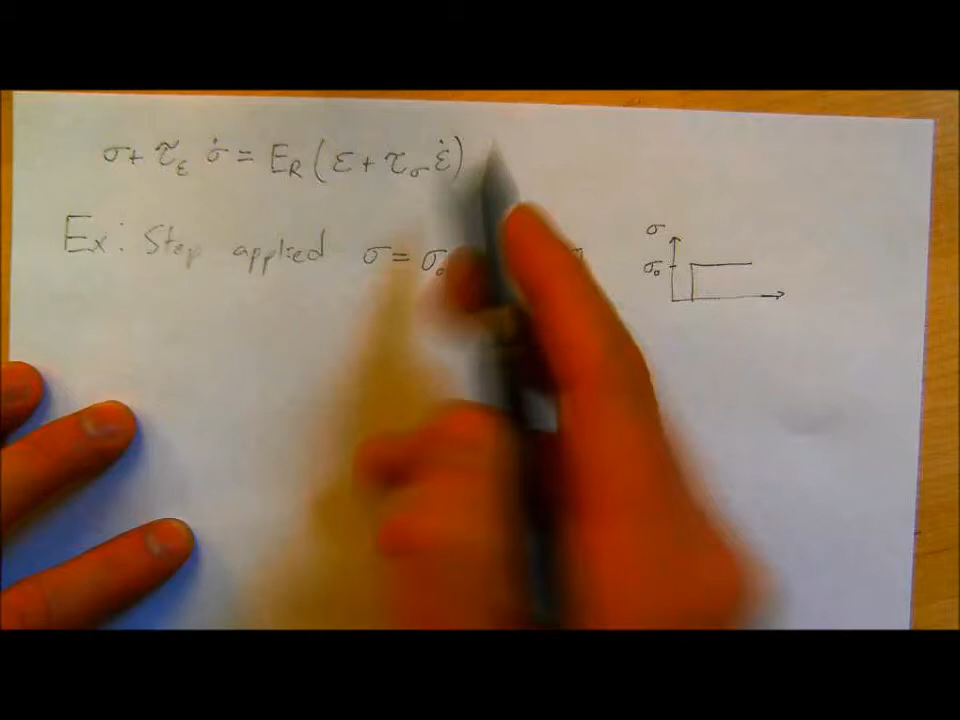 σ + τ_ε σ̇ = E_R (ε + τ_σ ε̇)
Ex: Step applied σ = σ₀
σ
σ₀